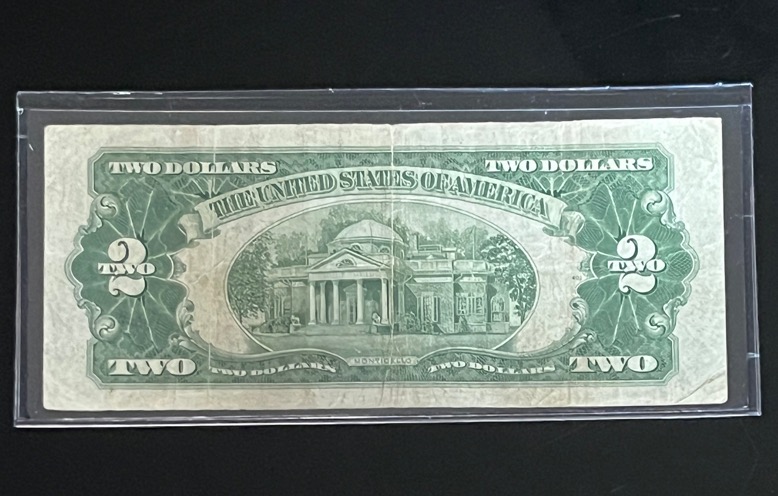 TWO DOLLARS TWO DOLLARS
THE UNITED STATES OF AMERICA
2 2
TWO TWO
MONTICELLO
TWO TWO DOLLARS TWO DOLLARS TWO